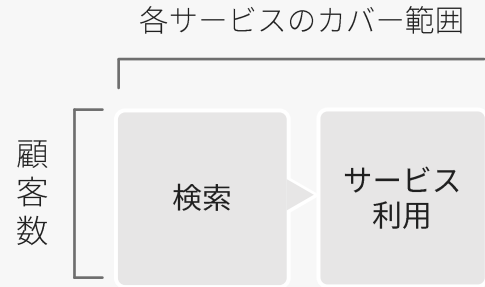 各サービスのカバー範囲
顧客数
検索
サービス
利用